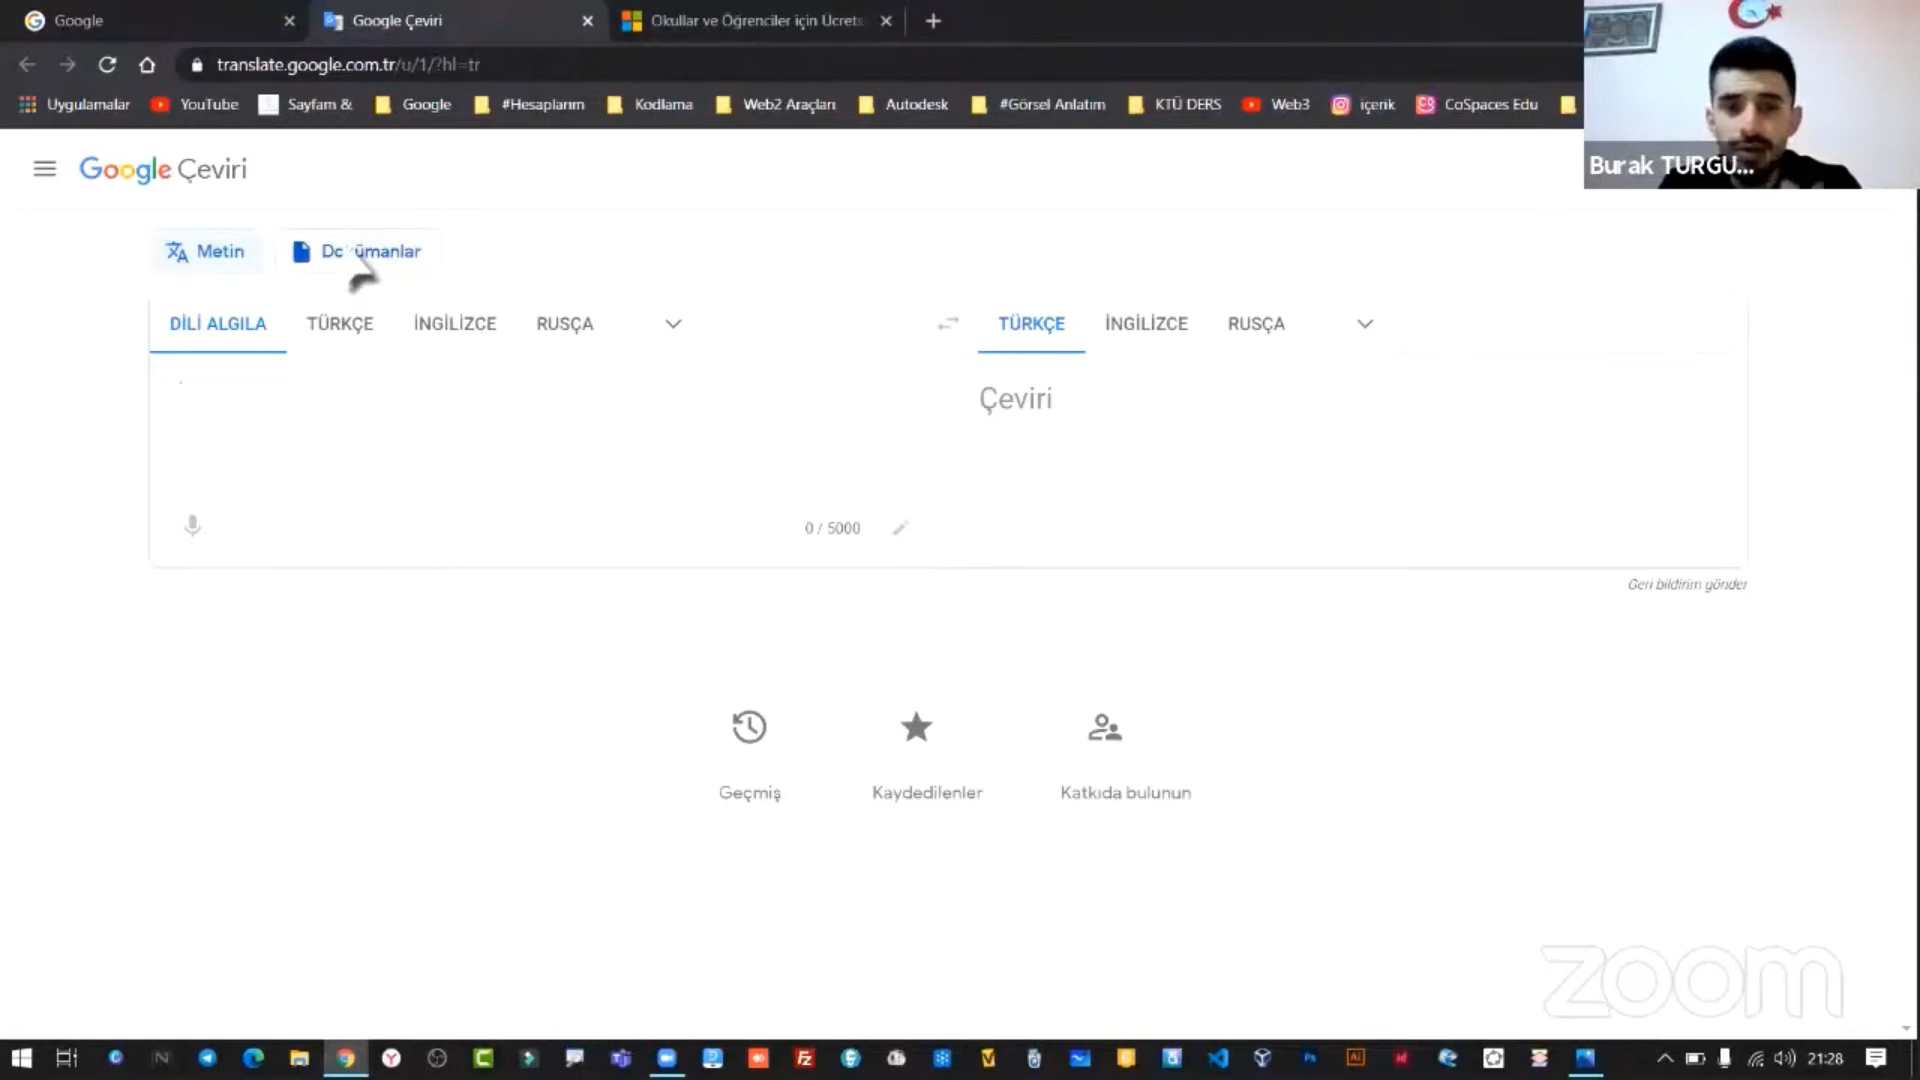 Google
Google Çeviri
Okullar ve Öğrenciler için Ücrets
translate.google.com.tr/u/1/?hl=tr
Uygulamalar YouTube Sayfam & Google #Hesaplarım Kodlama Web2 Araçları Autodesk #Görsel Anlatım KTÜ DERS Web3 içerik CoSpaces Edu
Burak TURGU...
Google Çeviri
Metin Dokümanlar
DİLİ ALGILA TÜRKÇE İNGİLİZCE RUSÇA
TÜRKÇE İNGİLİZCE RUSÇA
Çeviri
0 / 5000
Geri bildirim gönder
Geçmiş Kaydedilenler Katkıda bulunun
zoom
21:28